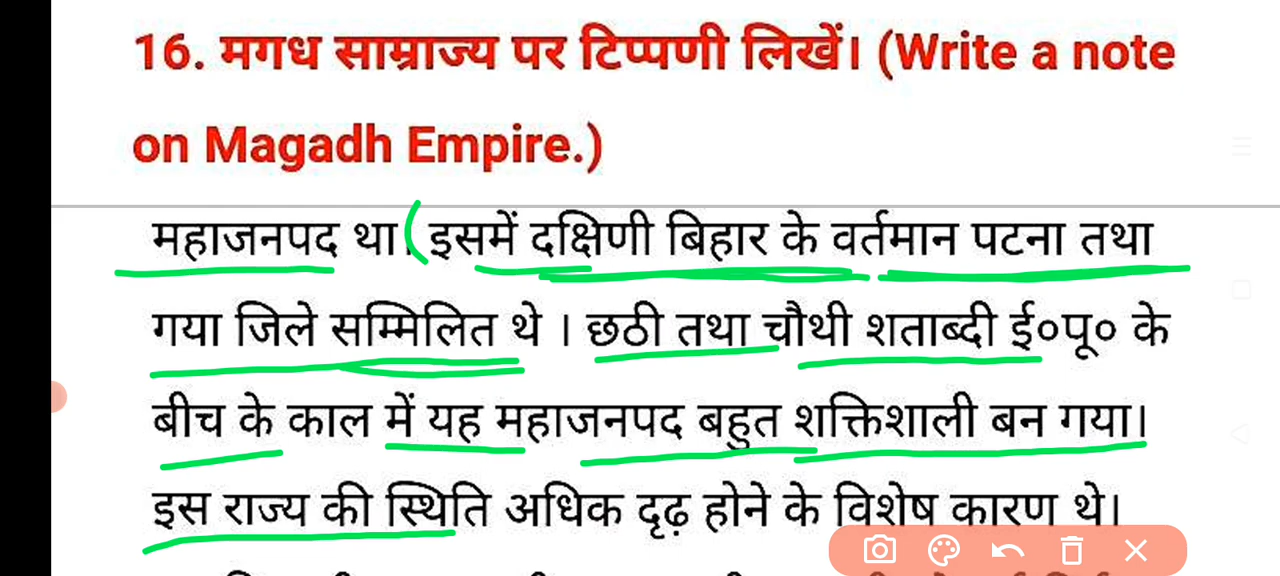 16. मगध साम्राज्य पर टिप्पणी लिखें। (Write a note
on Magadh Empire.)
महाजनपद था। इसमें दक्षिणी बिहार के वर्तमान पटना तथा
गया जिले सम्मिलित थे । छठी तथा चौथी शताब्दी ई०पू० के
बीच के काल में यह महाजनपद बहुत शक्तिशाली बन गया।
इस राज्य की स्थिति अधिक दृढ़ होने के विशेष कारण थे।